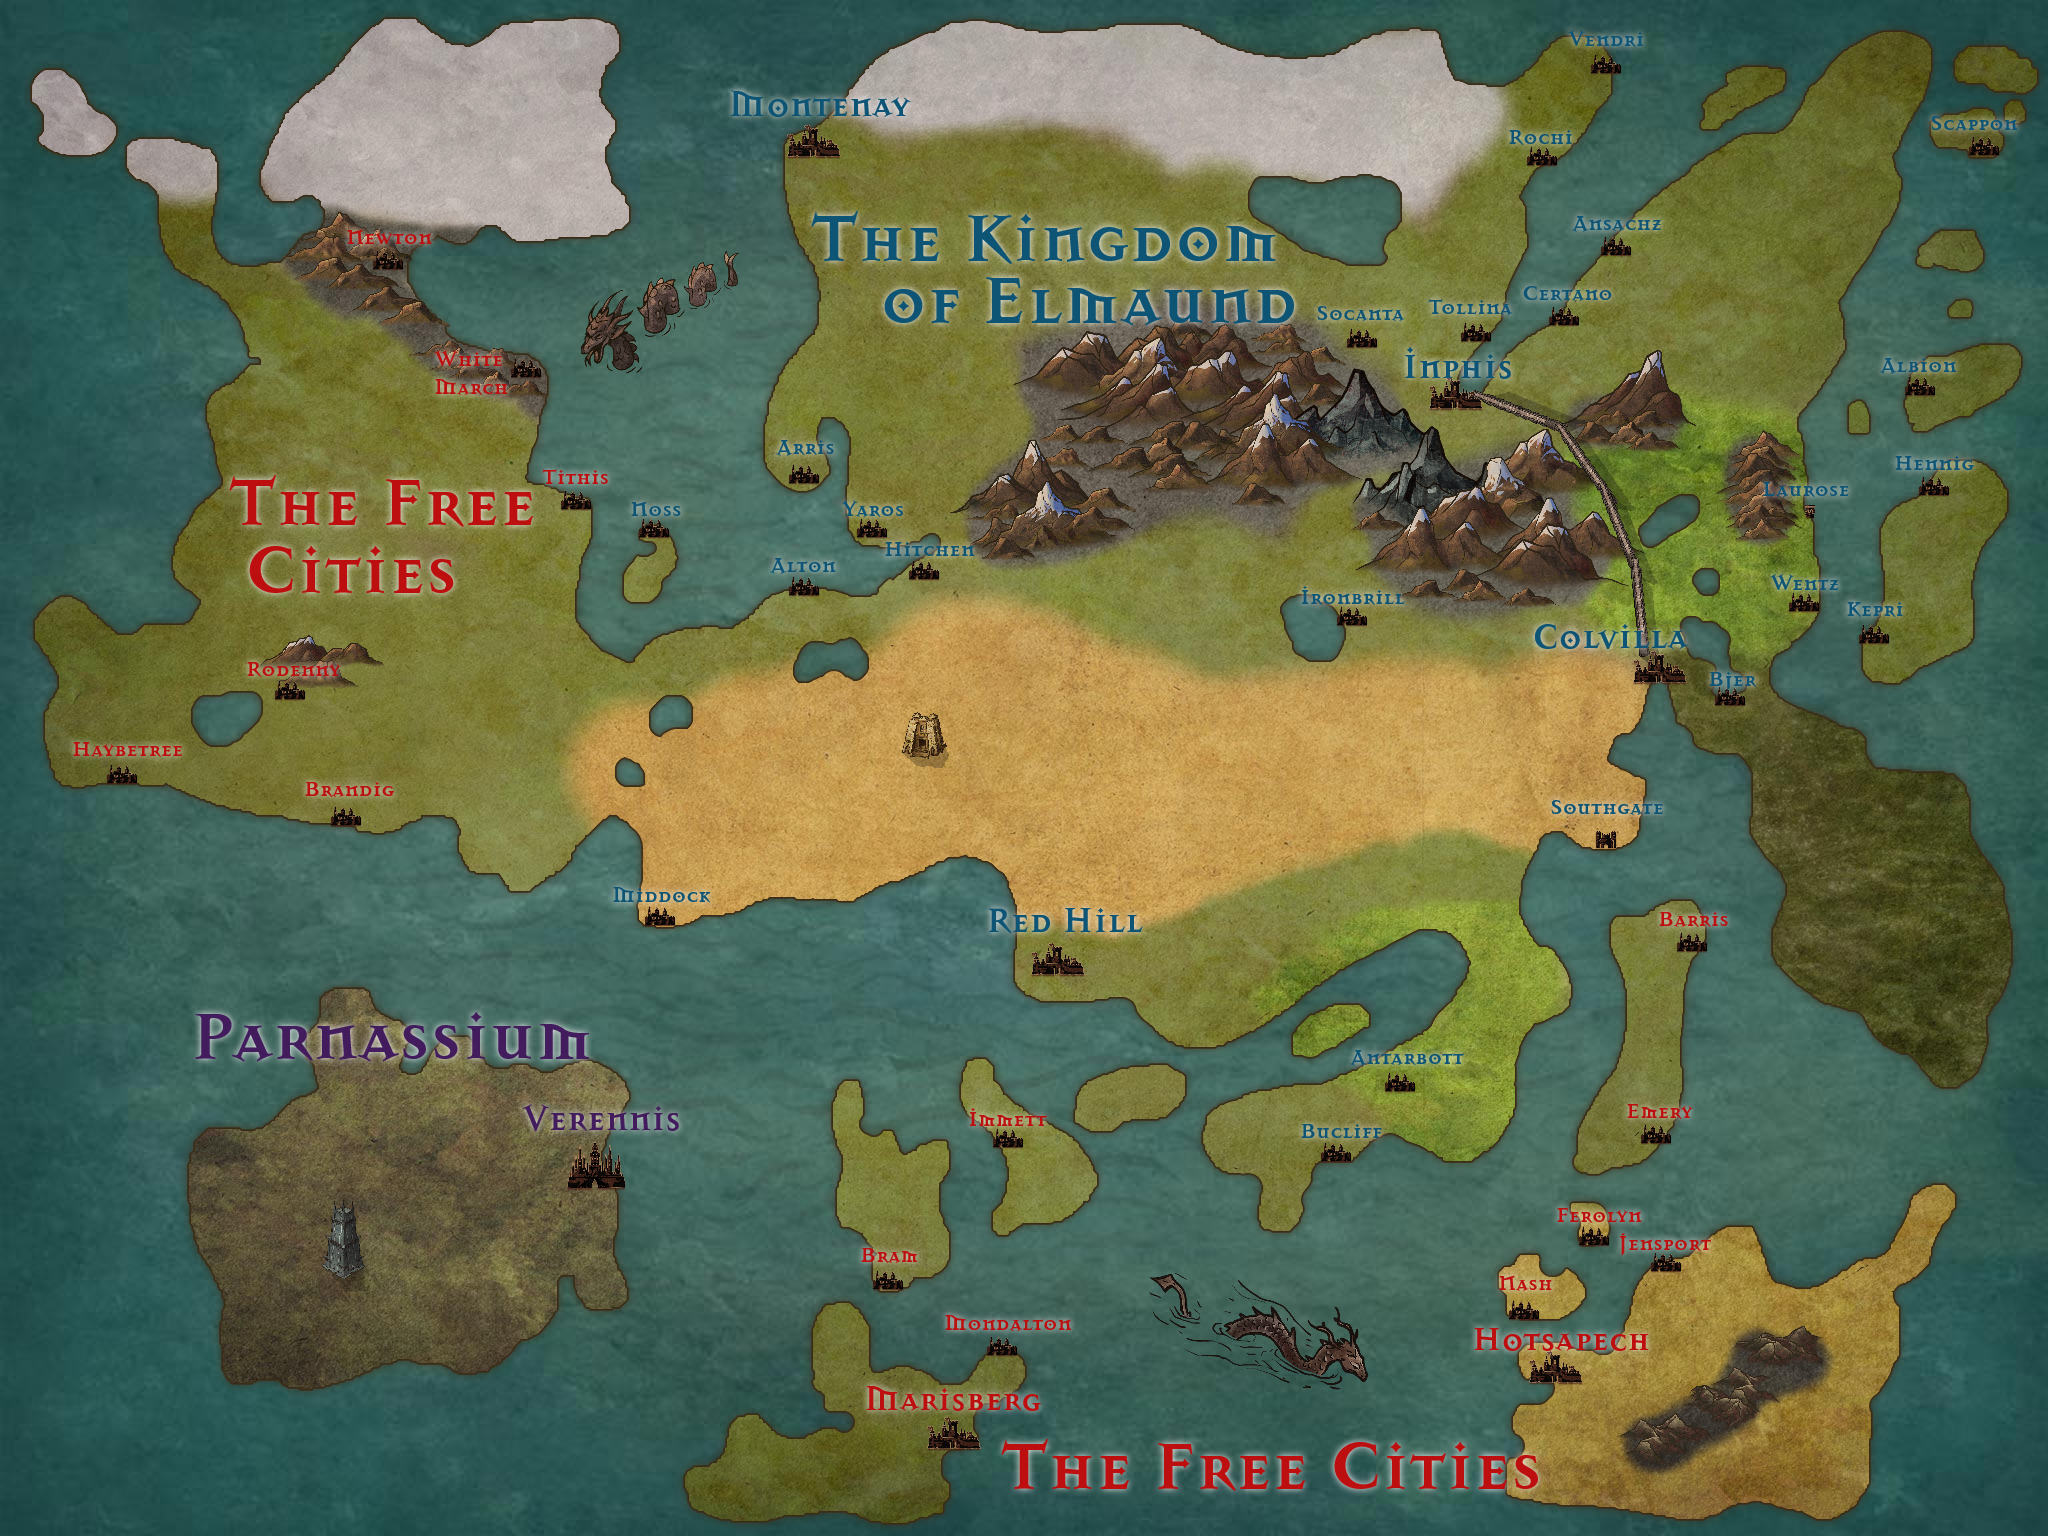 Vendri
Montenay
Scappon
Rochi
The Kingdom
of Elmaund
Ansachz
Newton
Certano
Tollina
Socanta
Inphis
White
March
Albion
Arris
Hennig
Tithis
The Free
Cities
Laurose
Noss
Yaros
Hitchen
Alton
Wentz
Ironbrill
Kepri
Colvilla
Rodenny
Bjer
Haybetree
Brandig
Southgate
Middock
Red Hill
Barris
Parnassium
Antarbott
Verennis
Immett
Emery
Bucliff
Ferolyn
Jensport
Bram
Nash
Mondalton
Hotsapech
Marisberg
The Free Cities